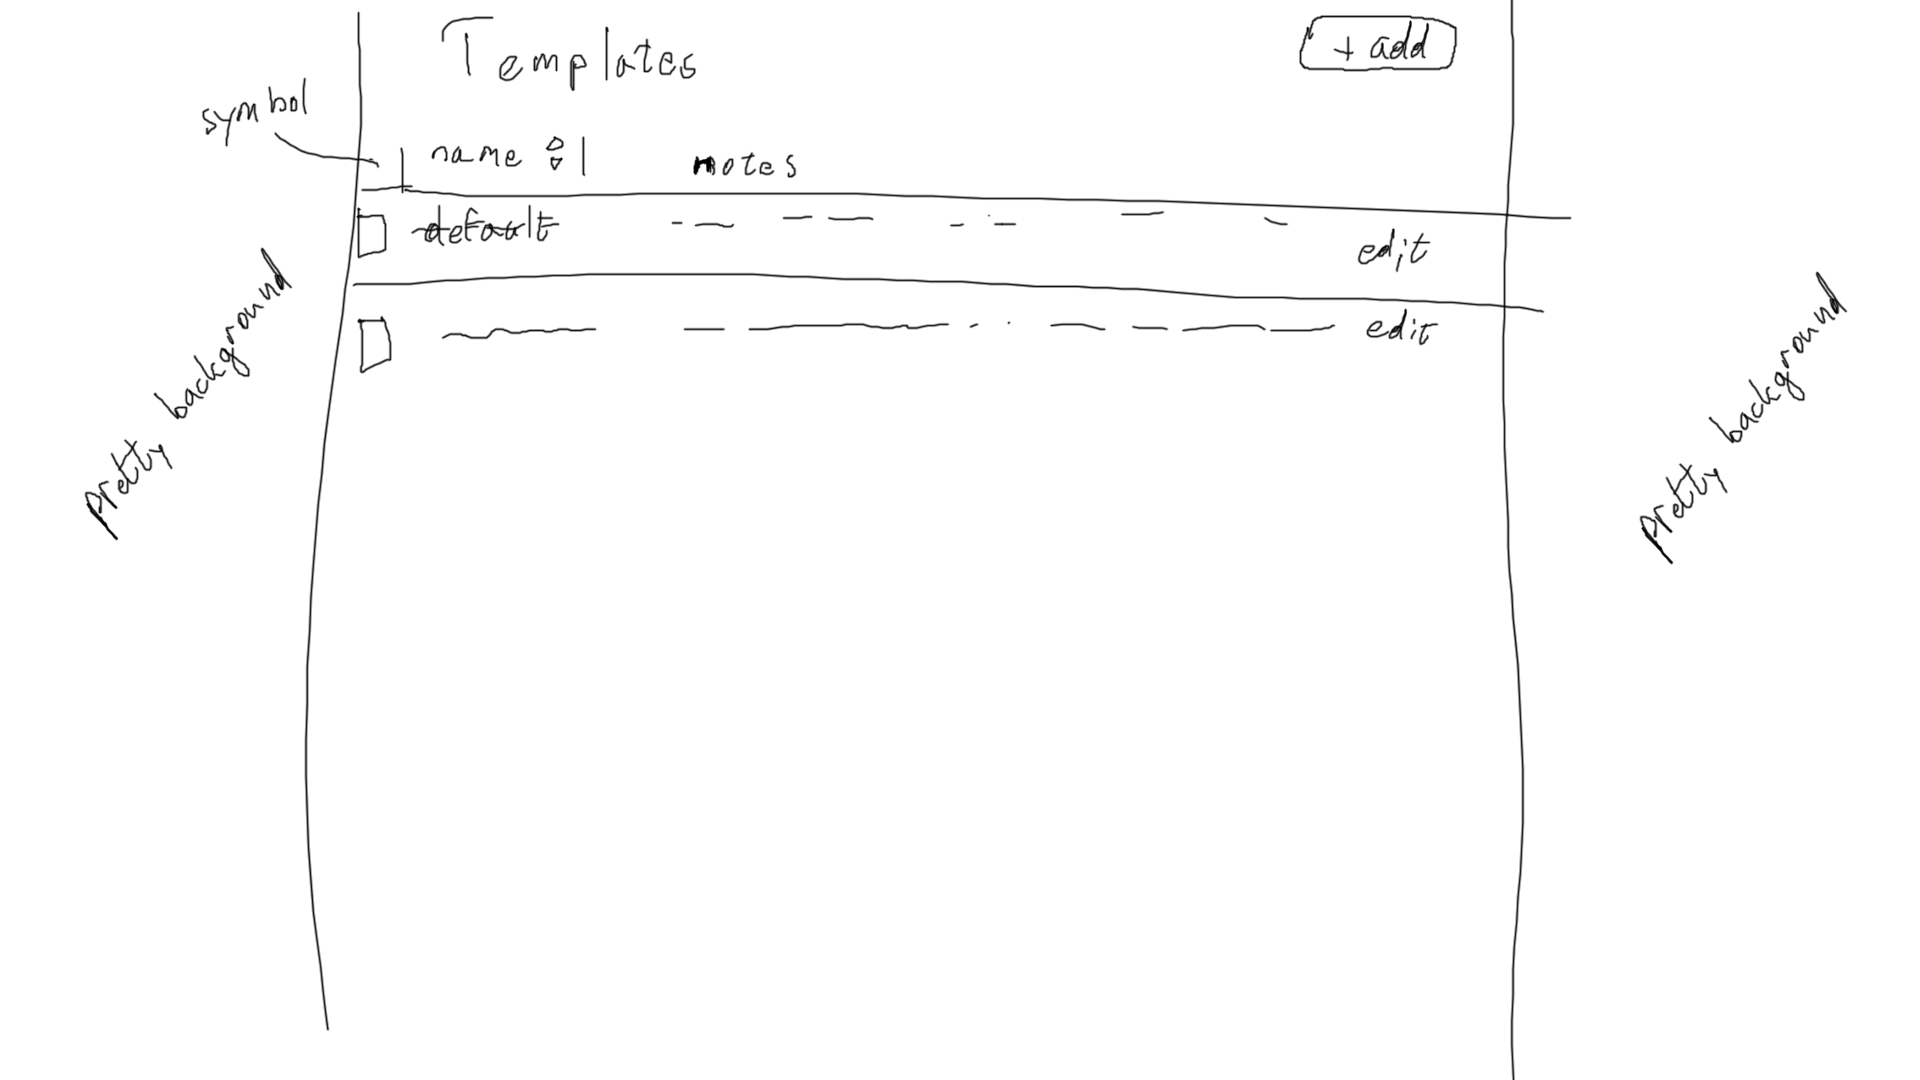 Templates
+ add
symbol
name
notes
default
edit
edit
pretty background
pretty background